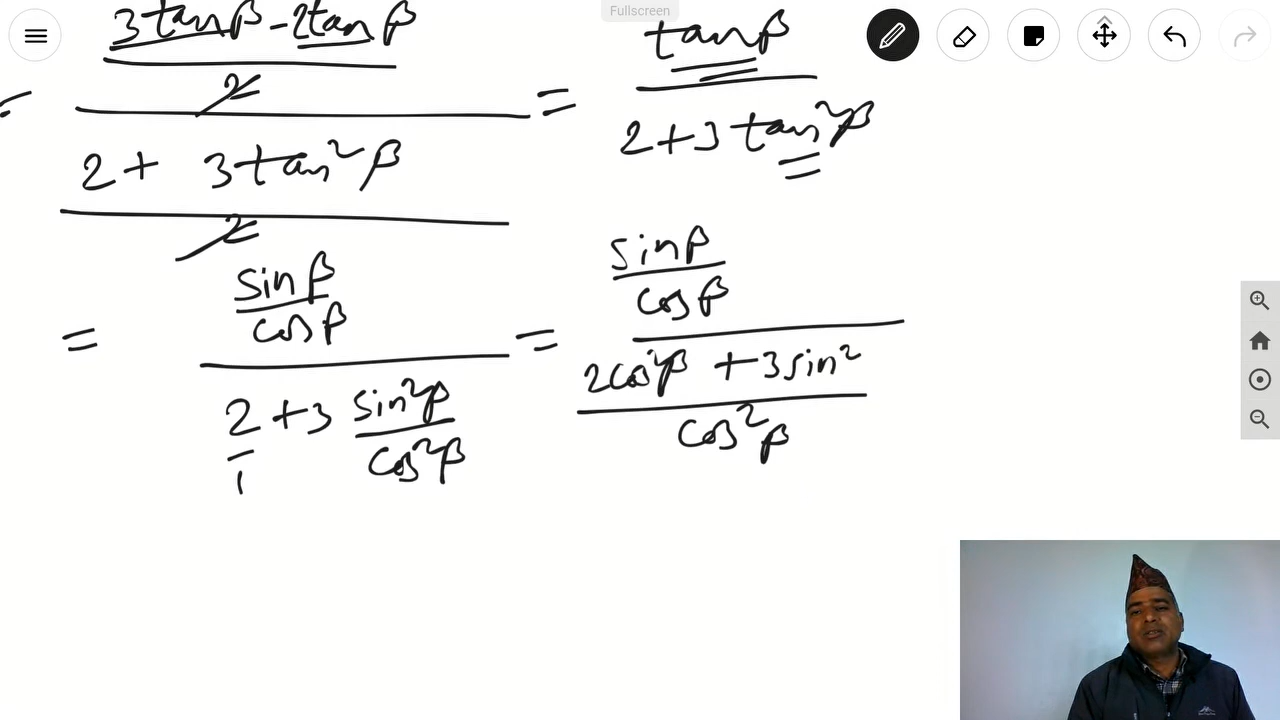 Fullscreen
= ((3tanβ - 2tanβ)/2)/((2 + 3tan²β)/2) = tanβ/(2+3tan²β)
= (sinβ/cosβ)/(2/1 + 3 sin²β/cos²β) = (sinβ/cosβ)/((2cos²β + 3sin²)/cos²β)